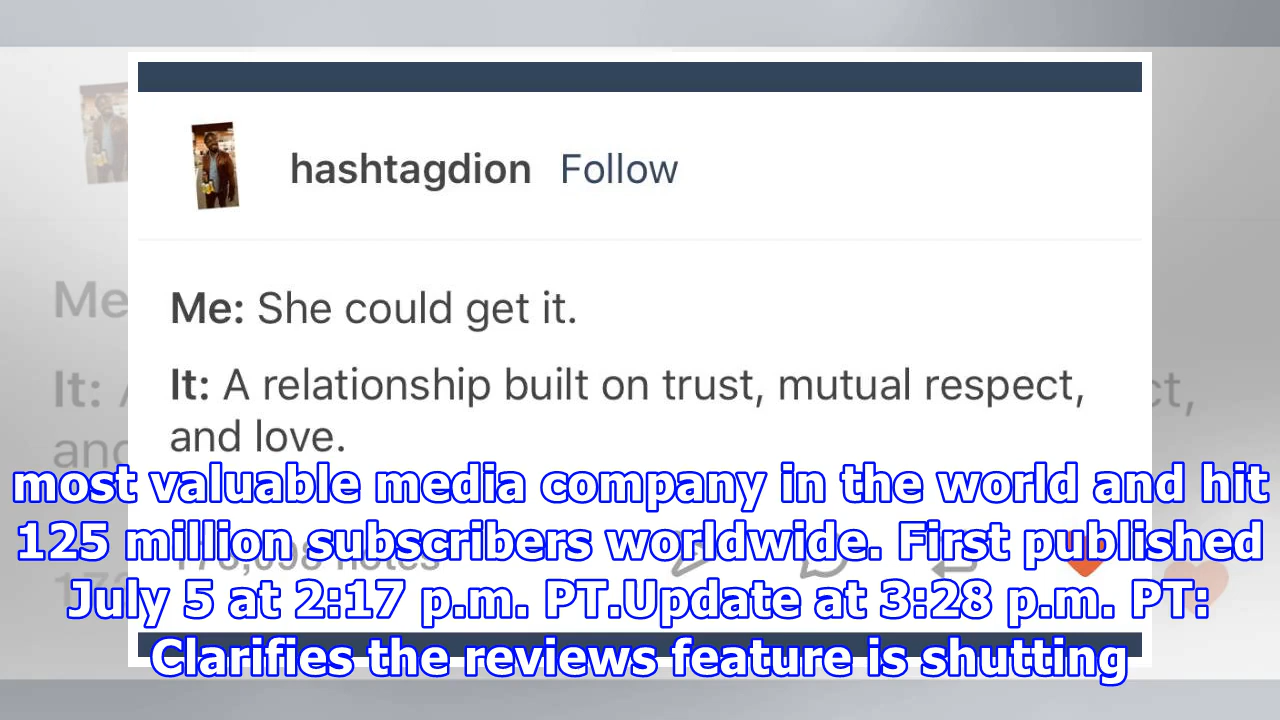 hashtagdion Follow
Me: She could get it.
It: A relationship built on trust, mutual respect,
and love.
most valuable media company in the world and hit
125 million subscribers worldwide. First published
notes
July 5 at 2:17 p.m. PT.Update at 3:28 p.m. PT:
Clarifies the reviews feature is shutting